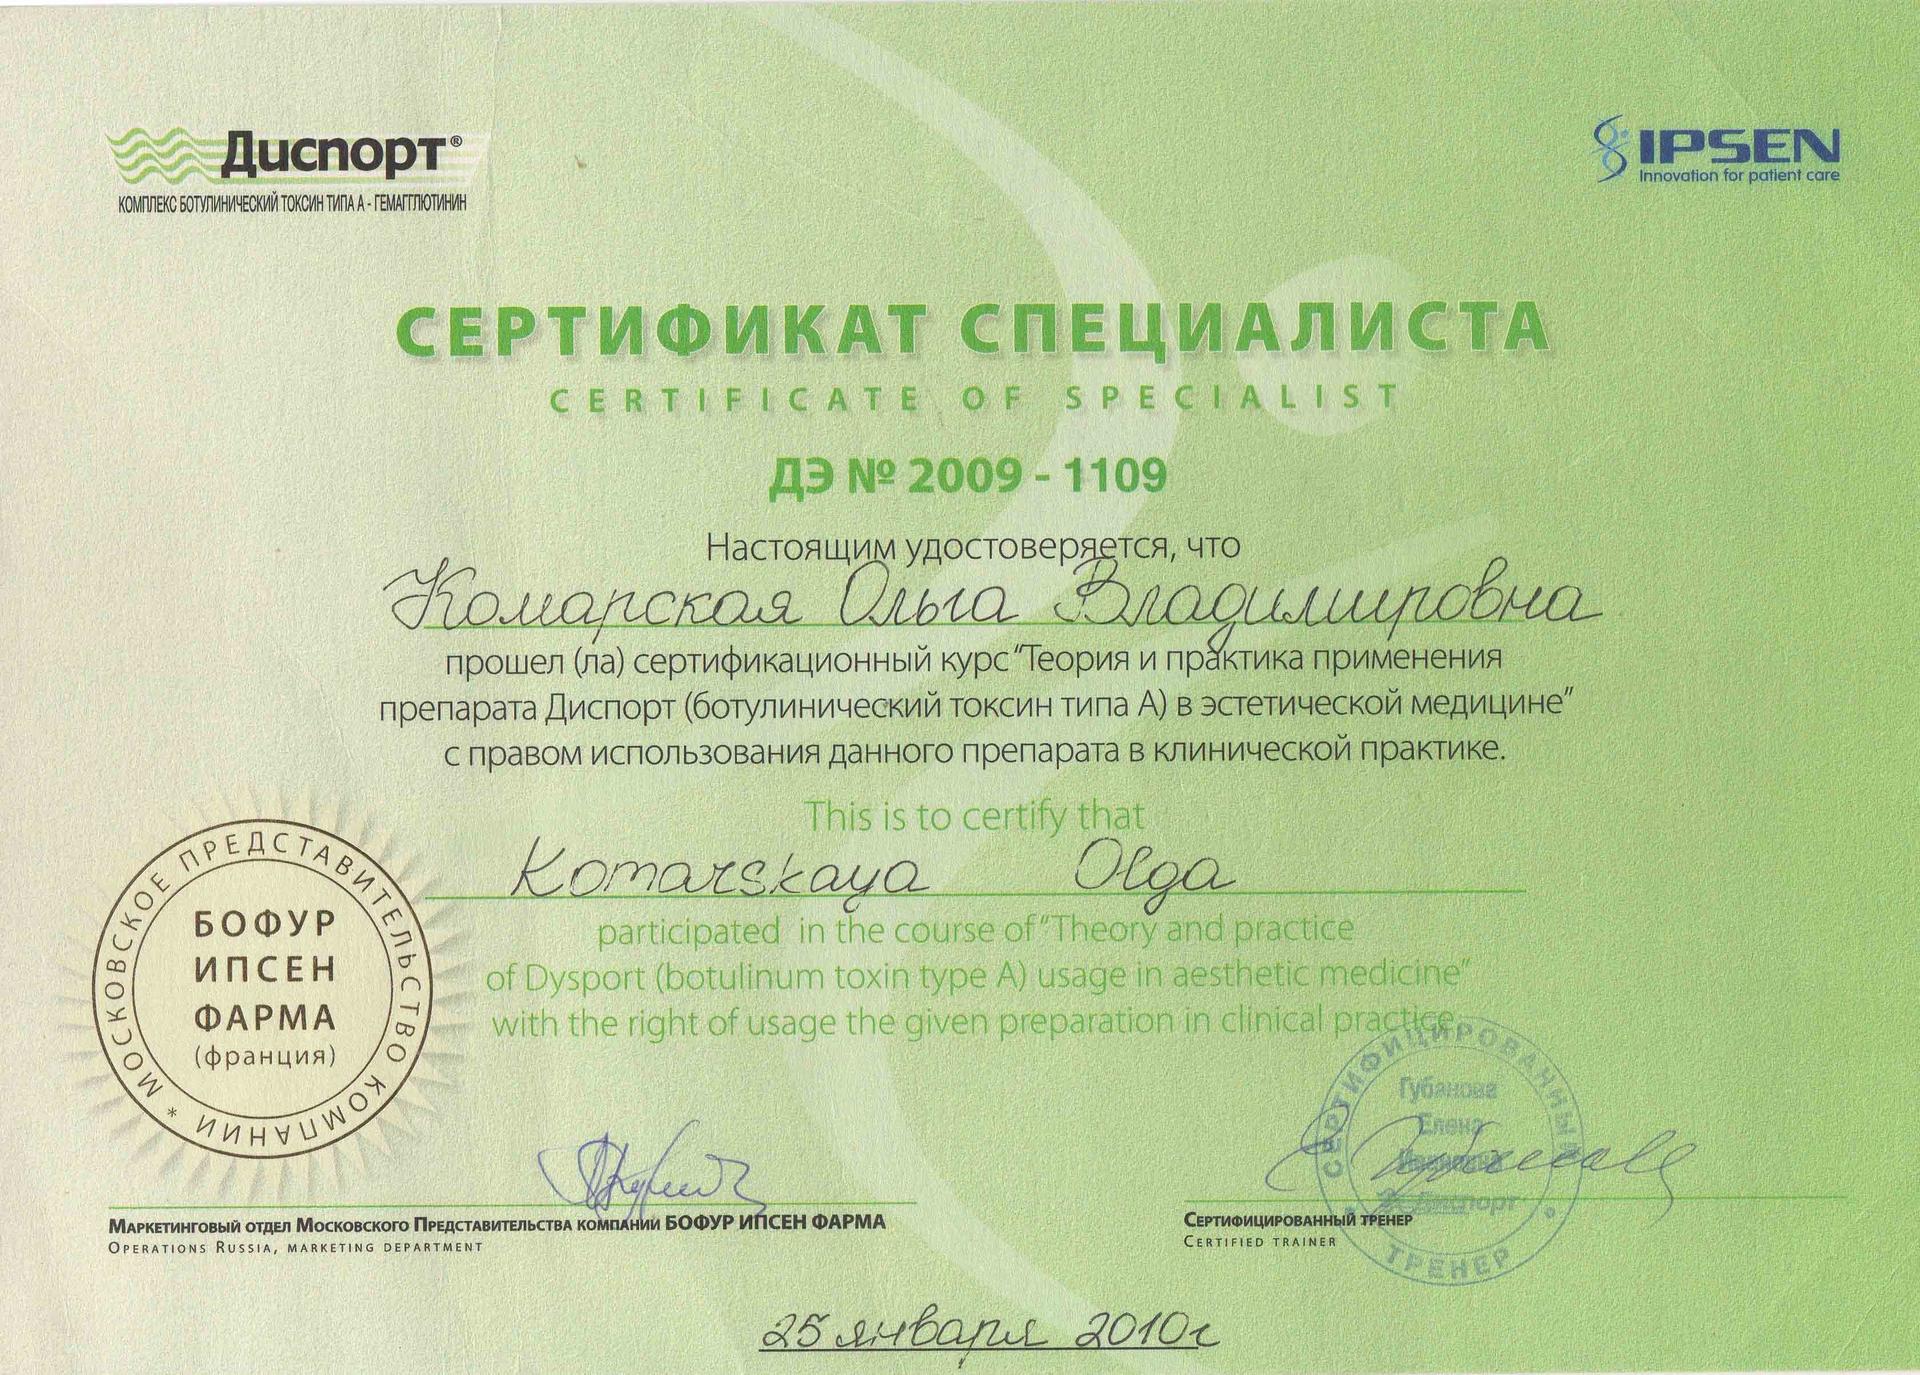 Диспорт®
КОМПЛЕКС БОТУЛИНИЧЕСКИЙ ТОКСИН ТИПА А - ГЕМАГГЛЮТИНИН
IPSEN
Innovation for patient care
СЕРТИФИКАТ СПЕЦИАЛИСТА
CERTIFICATE OF SPECIALIST
ДЭ № 2009 - 1109
Настоящим удостоверяется, что
Комарская Ольга Владимировна
прошел (ла) сертификационный курс "Теория и практика применения
препарата Диспорт (ботулинический токсин типа А) в эстетической медицине"
с правом использования данного препарата в клинической практике.
This is to certify that
Komarskaya Olga
participated in the course of "Theory and practice
of Dysport (botulinum toxin type A) usage in aesthetic medicine"
with the right of usage the given preparation in clinical practice.
МОСКОВСКОЕ ПРЕДСТАВИТЕЛЬСТВО КОМПАНИИ *
БОФУР
ИПСЕН
ФАРМА
(франция)
СЕРТИФИЦИРОВАННЫЙ
Губанова
Елена
Диспорт
ТРЕНЕР
Маркетинговый отдел Московского Представительства компании БОФУР ИПСЕН ФАРМА
Operations Russia, marketing department
Сертифицированный тренер
Certified trainer
25 января 2010г